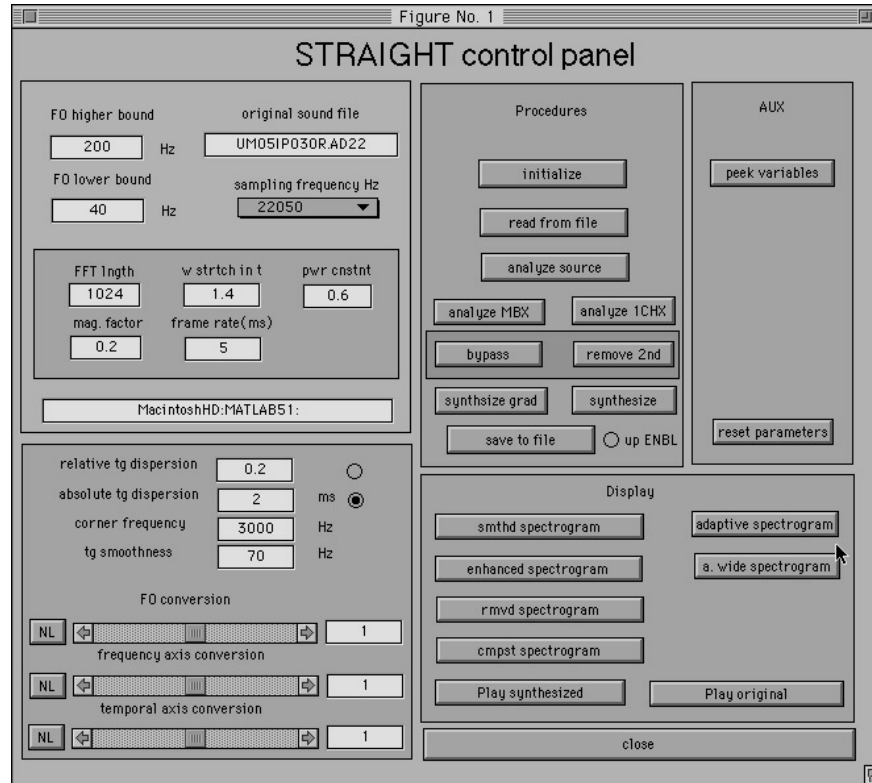 Figure No. 1
STRAIGHT control panel
F0 higher bound
200 Hz
F0 lower bound
40 Hz
original sound file
UM05IP030R.AD22
sampling frequency Hz
22050
FFT lngth
1024
w strtch in t
1.4
pwr cnstnt
0.6
mag. factor
0.2
frame rate(ms)
5
MacintoshHD:MATLAB51:
relative tg dispersion 0.2
absolute tg dispersion 2 ms
corner frequency 3000 Hz
tg smoothness 70 Hz
F0 conversion
NL 1
frequency axis conversion
NL 1
temporal axis conversion
NL 1
Procedures
initialize
read from file
analyze source
analyze MBX analyze 1CHX
bypass remove 2nd
synthsize grad synthesize
save to file up ENBL
AUX
peek variables
reset parameters
Display
smthd spectrogram adaptive spectrogram
enhanced spectrogram a. wide spectrogram
rmvd spectrogram
cmpst spectrogram
Play synthesized Play original
close